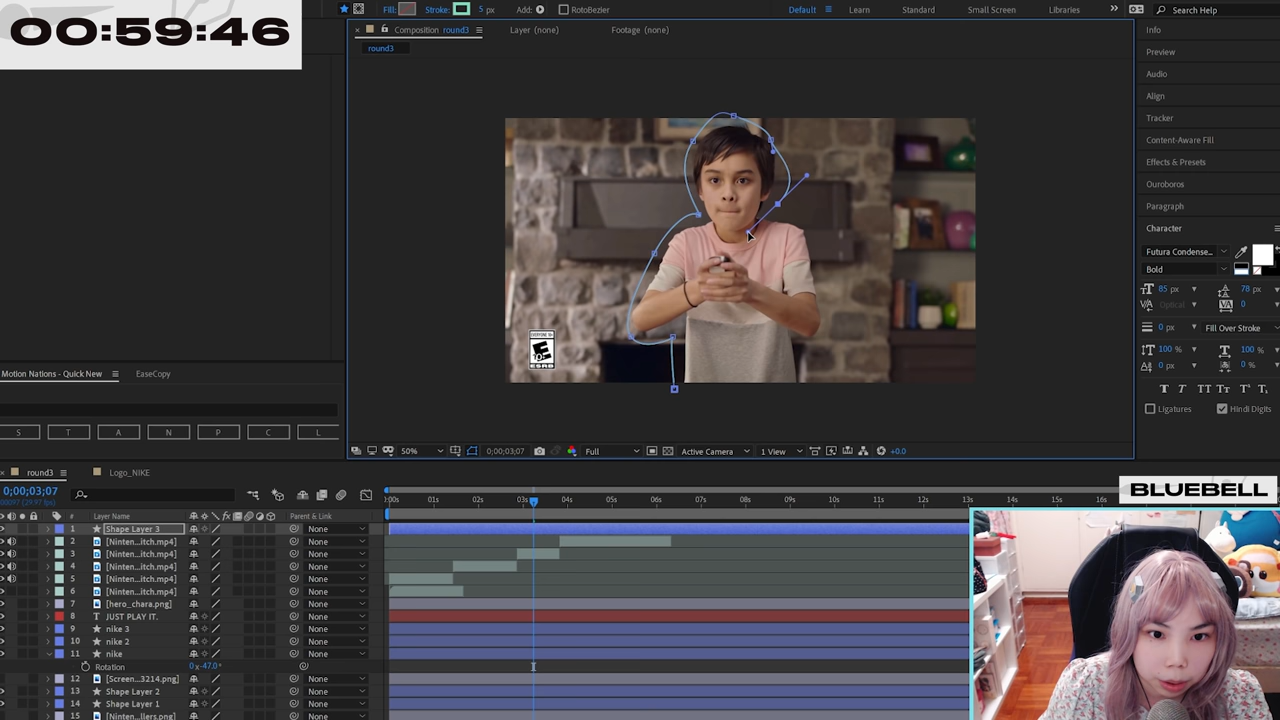 00:59:46
Fill: Stroke: 5 px Add: RotoBezier
Default Learn Standard Small Screen Libraries Search Help
Composition round3 Layer (none) Footage (none)
round3
Info
Preview
Audio
Align
Tracker
Content-Aware Fill
Effects & Presets
Ouroboros
Paragraph
Character
Futura Condense...
Bold
85 px 78 px
Optical 0
0 px Fill Over Stroke
100 % 100 %
0 px 0 %
T T TT Tr T¹ T₁
Ligatures Hindi Digits
E
ESRB
Motion Nations - Quick New EaseCopy
S T A N P C L
50% 0;00;03;07 Full Active Camera 1 View +0.0
round3 Logo_NIKE
0;00;03;07
:00s 01s 02s 03s 04s 05s 06s 07s 08s 09s 10s 11s 12s 13s 14s 15s 16s
# Layer Name Parent & Link
1 Shape Layer 3 None
2 [Ninten...itch.mp4] None
3 [Ninten...itch.mp4] None
4 [Ninten...itch.mp4] None
5 [Ninten...itch.mp4] None
6 [Ninten...itch.mp4] None
7 [hero_chara.png] None
8 T JUST PLAY IT. None
9 nike 3 None
10 nike 2 None
11 nike None
Rotation 0x-47.0°
12 [Screen...3214.png] None
13 Shape Layer 2 None
14 Shape Layer 1 None
15 [Ninten...llers.png] None
BLUEBELL